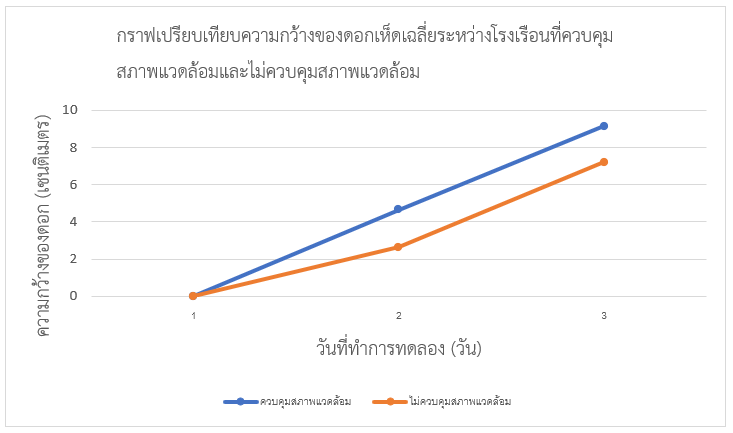 กราฟเปรียบเทียบความกว้างของดอกเห็ดเฉลี่ยระหว่างโรงเรือนที่ควบคุม
สภาพแวดล้อมและไม่ควบคุมสภาพแวดล้อม
ความกว้างของดอก (เซนติเมตร)
10
8
6
4
2
0
1 2 3
วันที่ทำการทดลอง (วัน)
ควบคุมสภาพแวดล้อม ไม่ควบคุมสภาพแวดล้อม